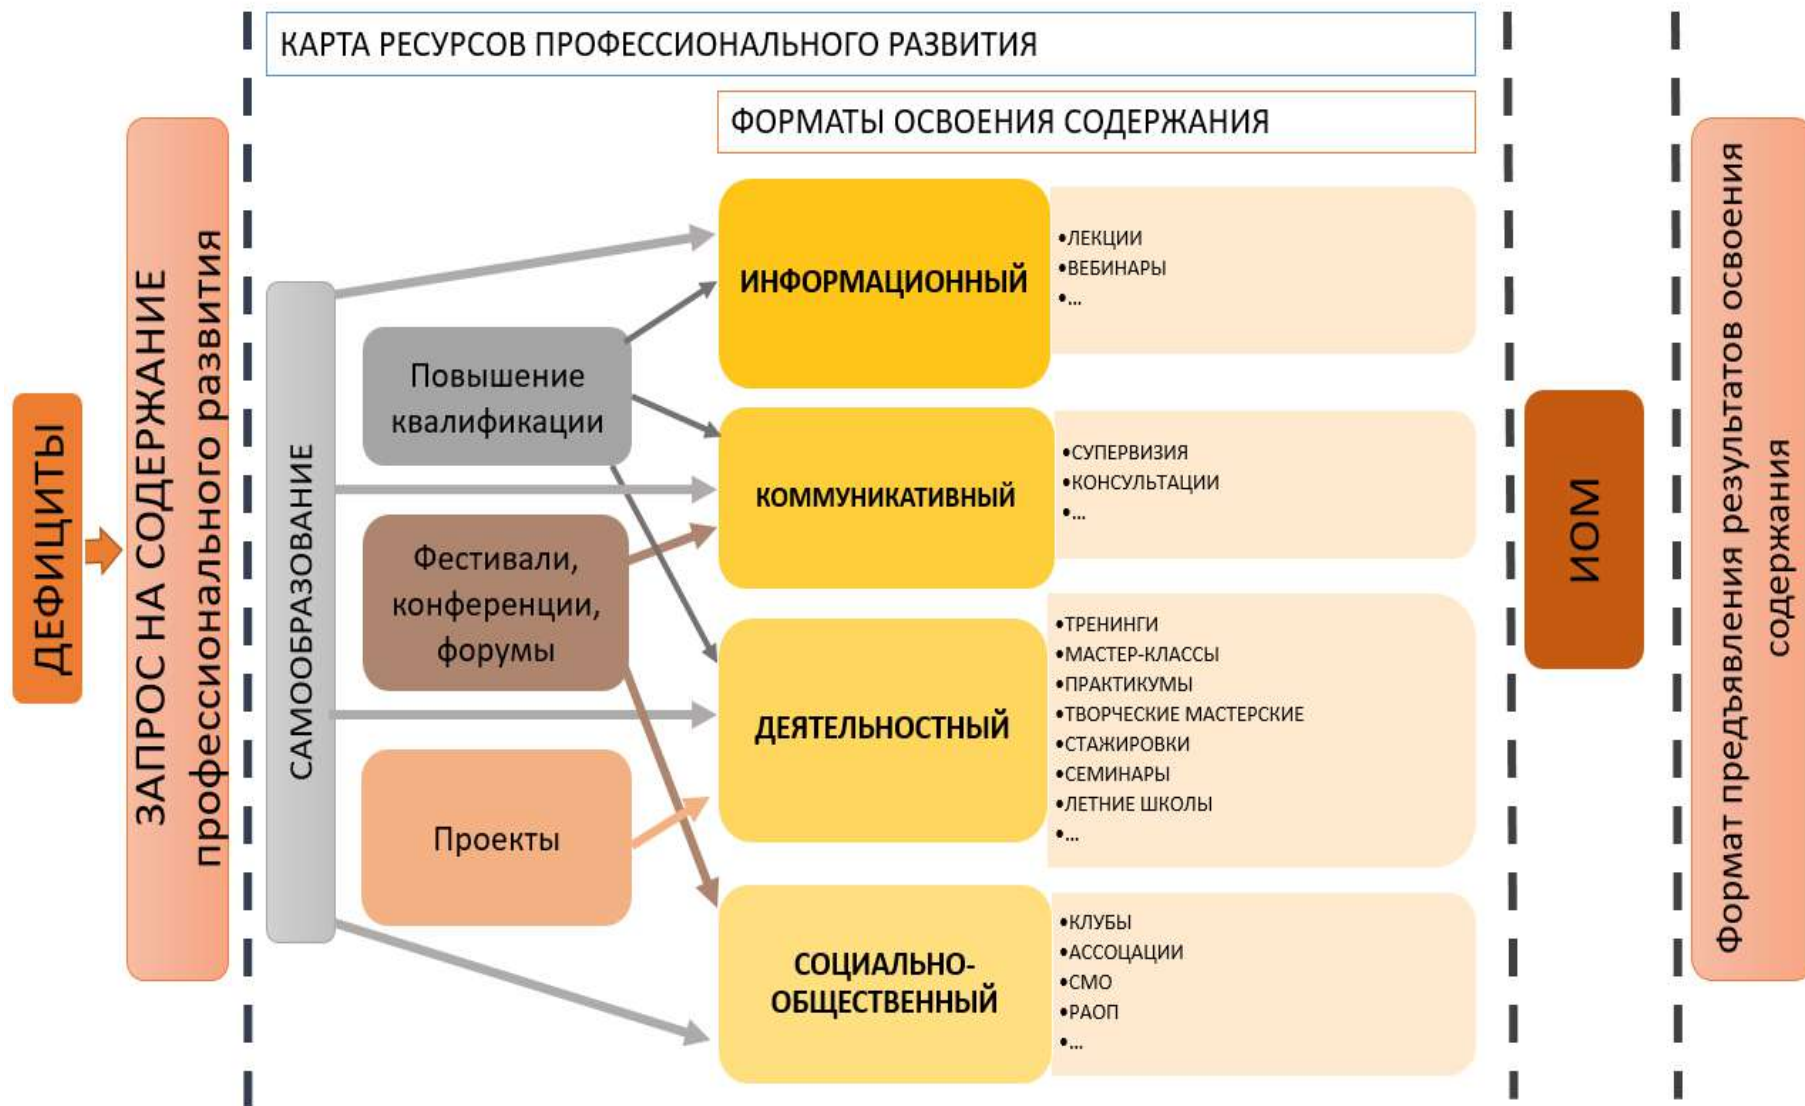 КАРТА РЕСУРСОВ ПРОФЕССИОНАЛЬНОГО РАЗВИТИЯ
ФОРМАТЫ ОСВОЕНИЯ СОДЕРЖАНИЯ
ДЕФИЦИТЫ
ЗАПРОС НА СОДЕРЖАНИЕ
профессионального развития
САМООБРАЗОВАНИЕ
Повышение
квалификации
Фестивали,
конференции,
форумы
Проекты
ИНФОРМАЦИОННЫЙ
•ЛЕКЦИИ
•ВЕБИНАРЫ
•...
КОММУНИКАТИВНЫЙ
•СУПЕРВИЗИЯ
•КОНСУЛЬТАЦИИ
•...
ДЕЯТЕЛЬНОСТНЫЙ
•ТРЕНИНГИ
•МАСТЕР-КЛАССЫ
•ПРАКТИКУМЫ
•ТВОРЧЕСКИЕ МАСТЕРСКИЕ
•СТАЖИРОВКИ
•СЕМИНАРЫ
•ЛЕТНИЕ ШКОЛЫ
•...
СОЦИАЛЬНО-
ОБЩЕСТВЕННЫЙ
•КЛУБЫ
•АССОЦАЦИИ
•СМО
•РАОП
•...
ИОМ
Формат предъявления результатов освоения
содержания